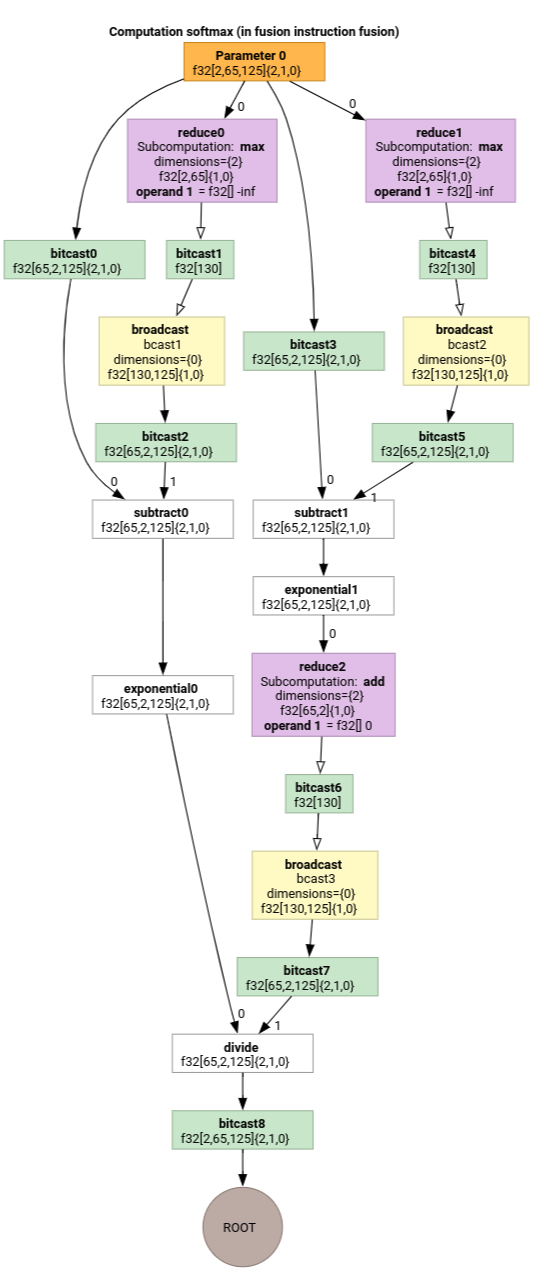 Computation softmax (in fusion instruction fusion)
Parameter 0
f32[2,65,125]{2,1,0}
0
0
reduce0
Subcomputation: max
dimensions={2}
f32[2,65]{1,0}
operand 1 = f32[] -inf
reduce1
Subcomputation: max
dimensions={2}
f32[2,65]{1,0}
operand 1 = f32[] -inf
bitcast0
f32[65,2,125]{2,1,0}
bitcast1
f32[130]
bitcast4
f32[130]
broadcast
bcast1
dimensions={0}
f32[130,125]{1,0}
bitcast3
f32[65,2,125]{2,1,0}
broadcast
bcast2
dimensions={0}
f32[130,125]{1,0}
bitcast2
f32[65,2,125]{2,1,0}
bitcast5
f32[65,2,125]{2,1,0}
0
1
0
1
subtract0
f32[65,2,125]{2,1,0}
subtract1
f32[65,2,125]{2,1,0}
exponential1
f32[65,2,125]{2,1,0}
0
exponential0
f32[65,2,125]{2,1,0}
reduce2
Subcomputation: add
dimensions={2}
f32[65,2]{1,0}
operand 1 = f32[] 0
bitcast6
f32[130]
broadcast
bcast3
dimensions={0}
f32[130,125]{1,0}
bitcast7
f32[65,2,125]{2,1,0}
0
1
divide
f32[65,2,125]{2,1,0}
bitcast8
f32[2,65,125]{2,1,0}
ROOT